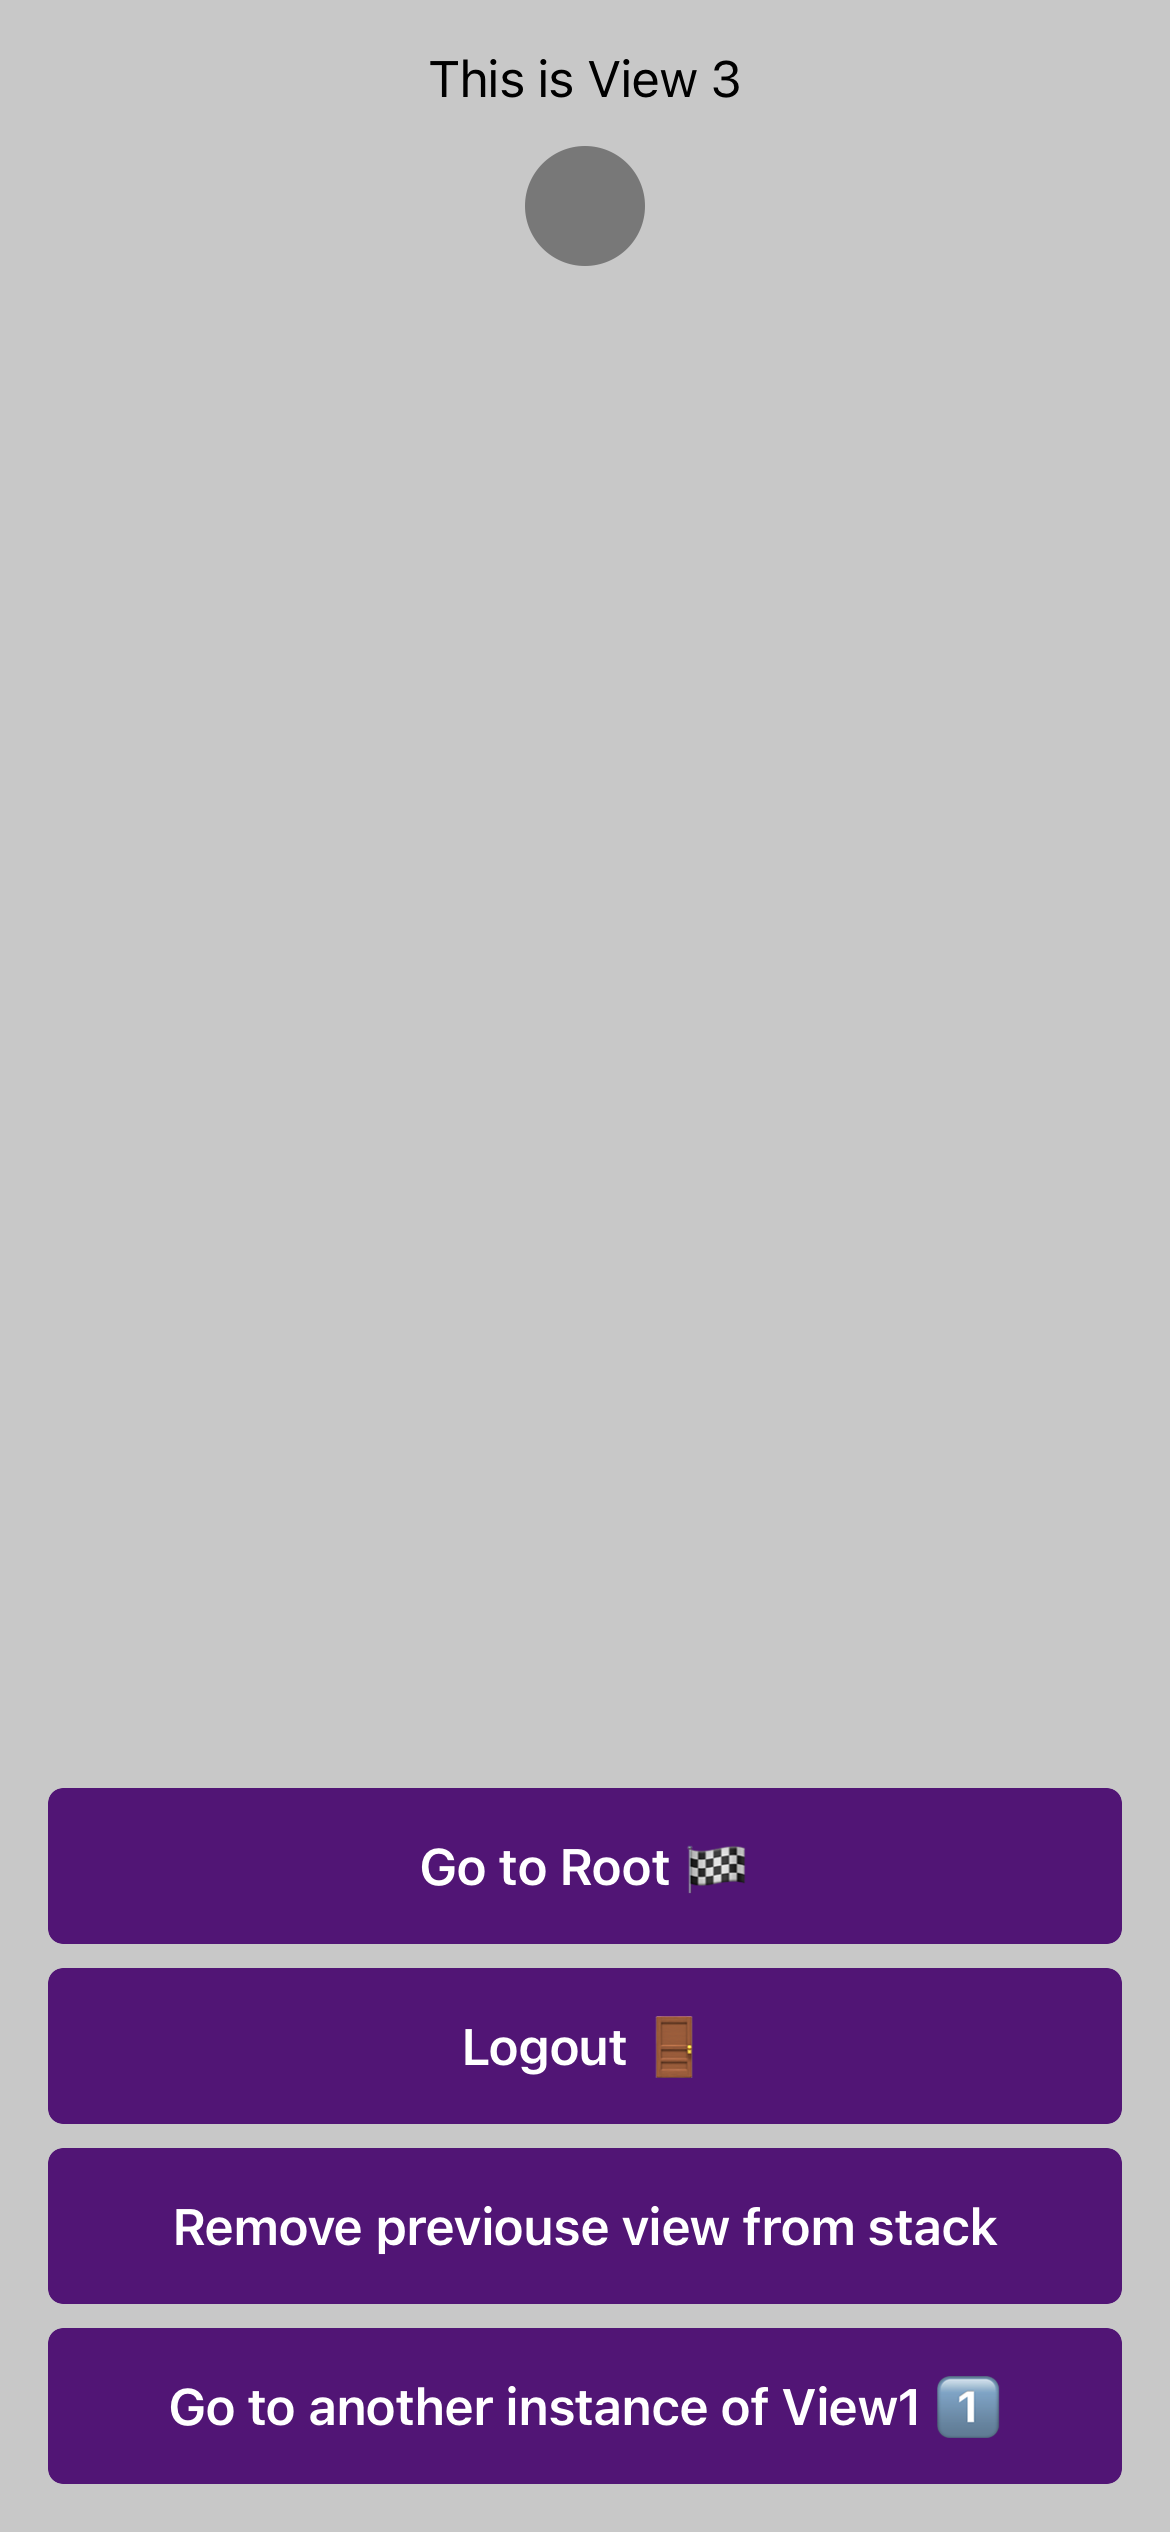 This is View 3
Go to Root 🏁
Logout 🚪
Remove previouse view from stack
Go to another instance of View1 1️⃣